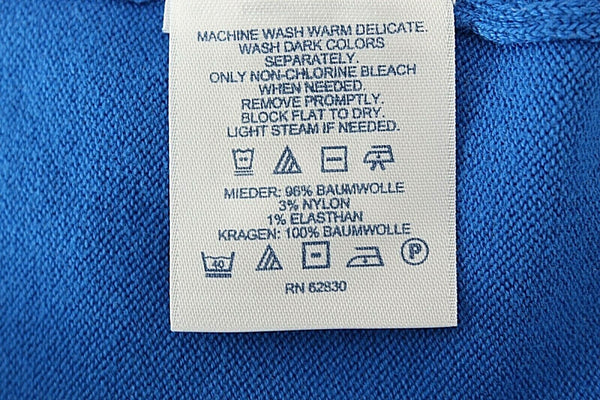 MACHINE WASH WARM DELICATE.
WASH DARK COLORS
SEPARATELY.
ONLY NON-CHLORINE BLEACH
WHEN NEEDED.
REMOVE PROMPTLY.
BLOCK FLAT TO DRY.
LIGHT STEAM IF NEEDED.
MIEDER: 96% BAUMWOLLE
3% NYLON
1% ELASTHAN
KRAGEN: 100% BAUMWOLLE
40 P
RN 52830